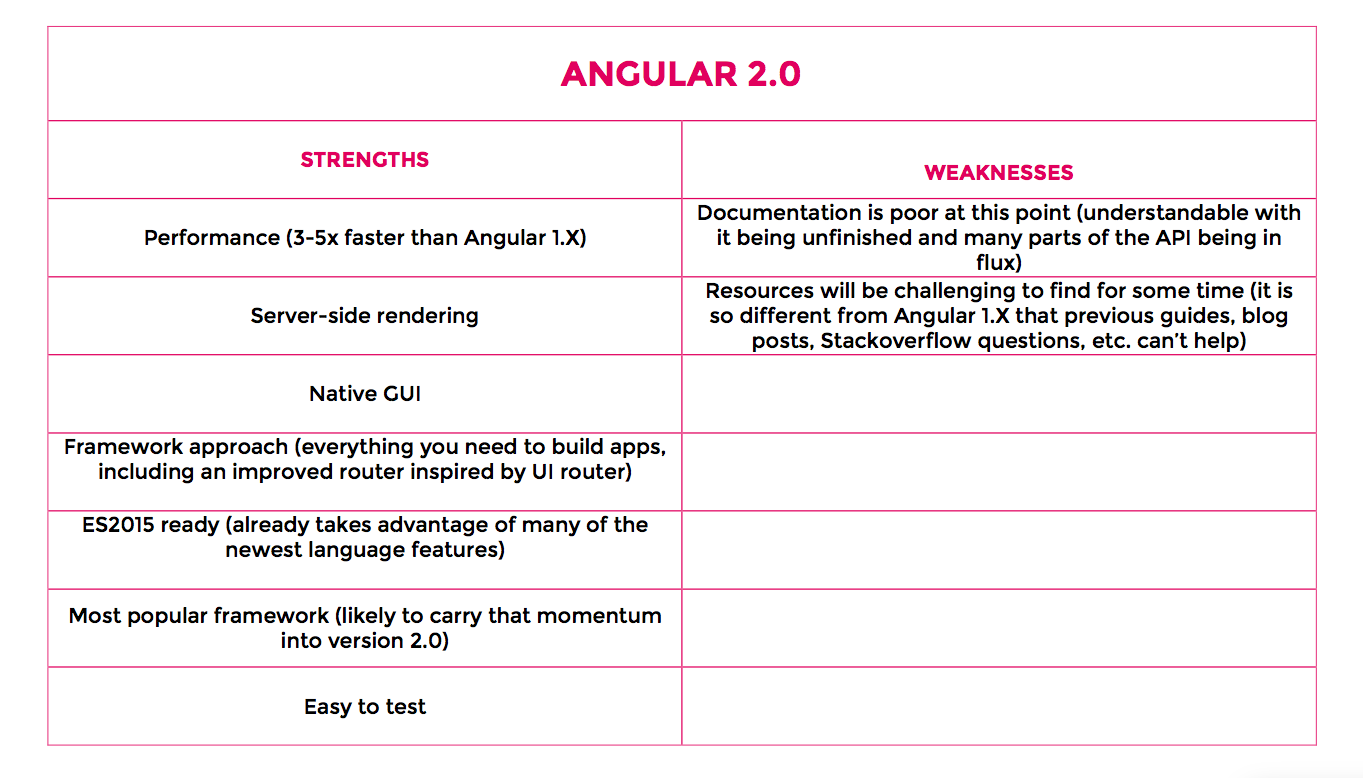 ANGULAR 2.0
STRENGTHS
WEAKNESSES
Performance (3-5x faster than Angular 1.X)
Documentation is poor at this point (understandable with
it being unfinished and many parts of the API being in
flux)
Server-side rendering
Resources will be challenging to find for some time (it is
so different from Angular 1.X that previous guides, blog
posts, Stackoverflow questions, etc. can't help)
Native GUI
Framework approach (everything you need to build apps,
including an improved router inspired by UI router)
ES2015 ready (already takes advantage of many of the
newest language features)
Most popular framework (likely to carry that momentum
into version 2.0)
Easy to test